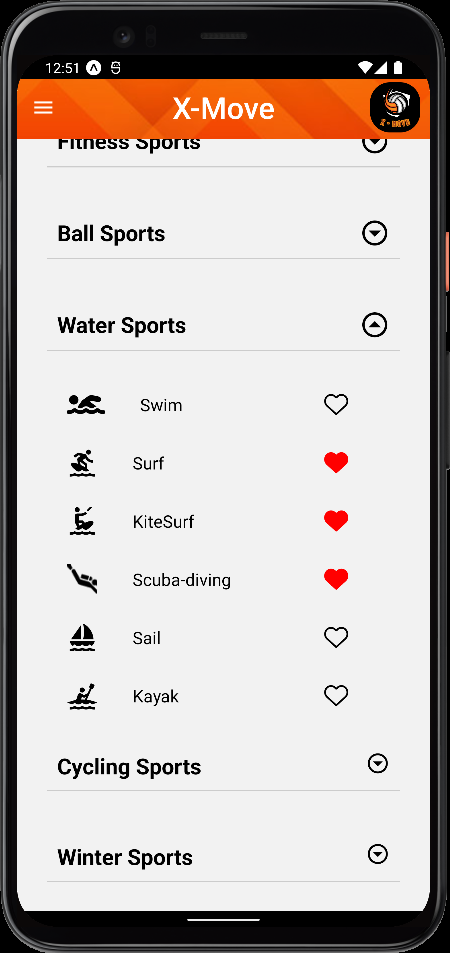 12:51
X-Move
X - MOVE
Fitness Sports
Ball Sports
Water Sports
Swim
Surf
KiteSurf
Scuba-diving
Sail
Kayak
Cycling Sports
Winter Sports